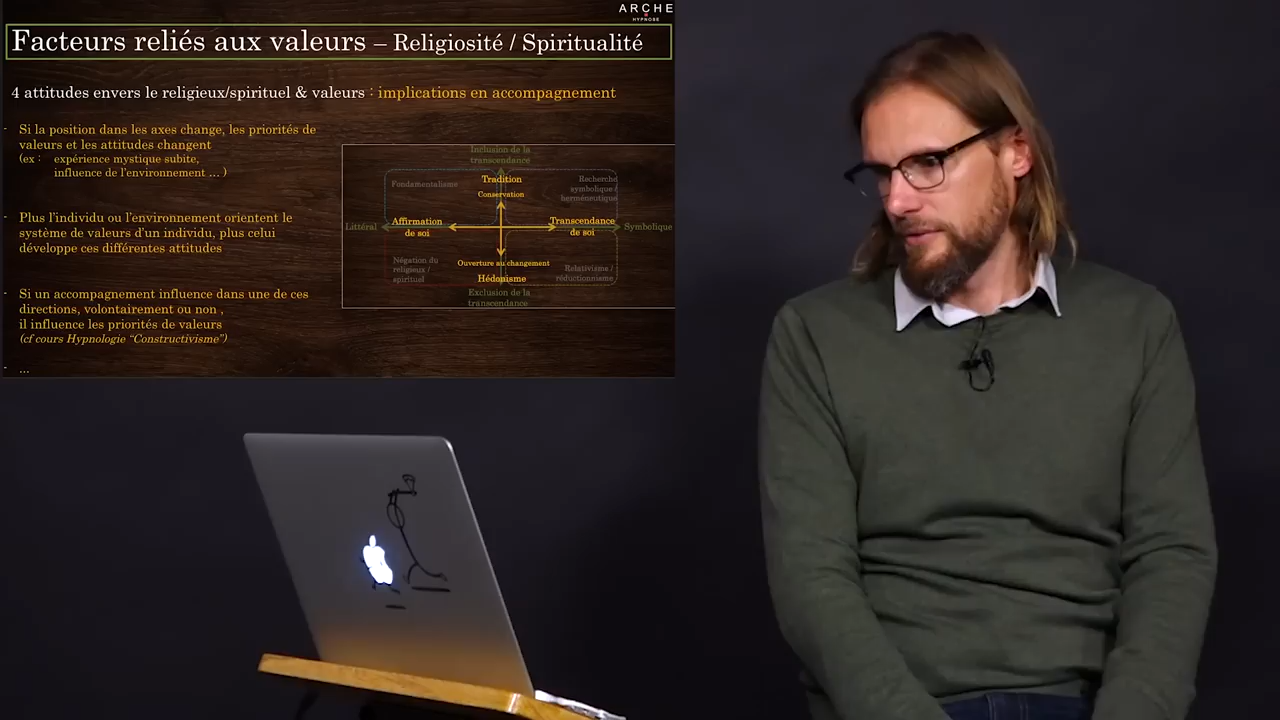 ARCHE
HYPNOSE
Facteurs reliés aux valeurs – Religiosité / Spiritualité
4 attitudes envers le religieux/spirituel & valeurs : implications en accompagnement
- Si la position dans les axes change, les priorités de
valeurs et les attitudes changent
(ex : expérience mystique subite,
influence de l'environnement ... )
- Plus l'individu ou l'environnement orientent le
système de valeurs d'un individu, plus celui
développe ces différentes attitudes
- Si un accompagnement influence dans une de ces
directions, volontairement ou non ,
il influence les priorités de valeurs
(cf cours Hypnologie "Constructivisme")
- ...
Inclusion de la
transcendance
Fondamentalisme
Tradition
Conservation
Recherche
symbolique /
herméneutique
Littéral
Affirmation
de soi
Transcendance
de soi
Symbolique
Négation du
religieux /
spirituel
Ouverture au changement
Hédonisme
Relativisme /
réductionnisme
Exclusion de la
transcendance